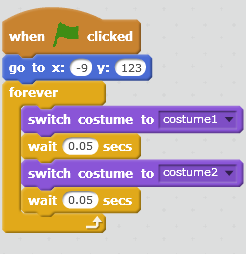 when clicked
go to x: -9 y: 123
forever
switch costume to costume1
wait 0.05 secs
switch costume to costume2
wait 0.05 secs